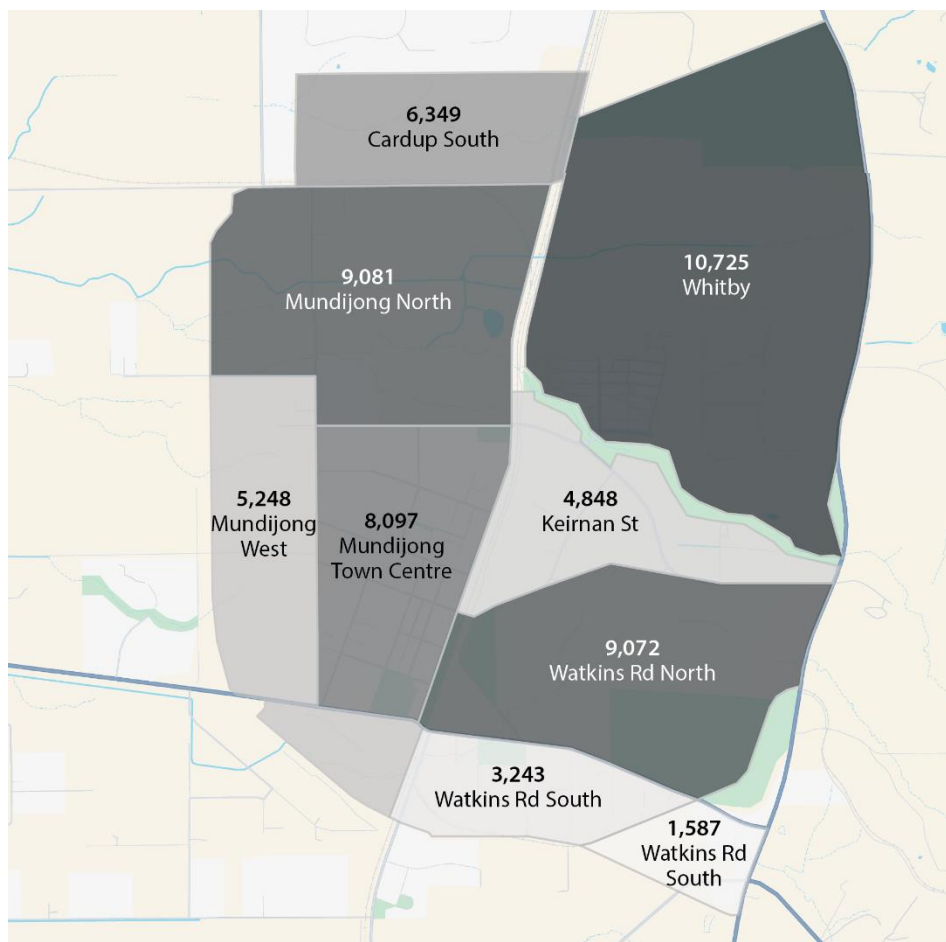 6,349
Cardup South
9,081
Mundijong North
10,725
Whitby
5,248
Mundijong
West
8,097
Mundijong
Town Centre
4,848
Keirnan St
9,072
Watkins Rd North
3,243
Watkins Rd South
1,587
Watkins Rd
South